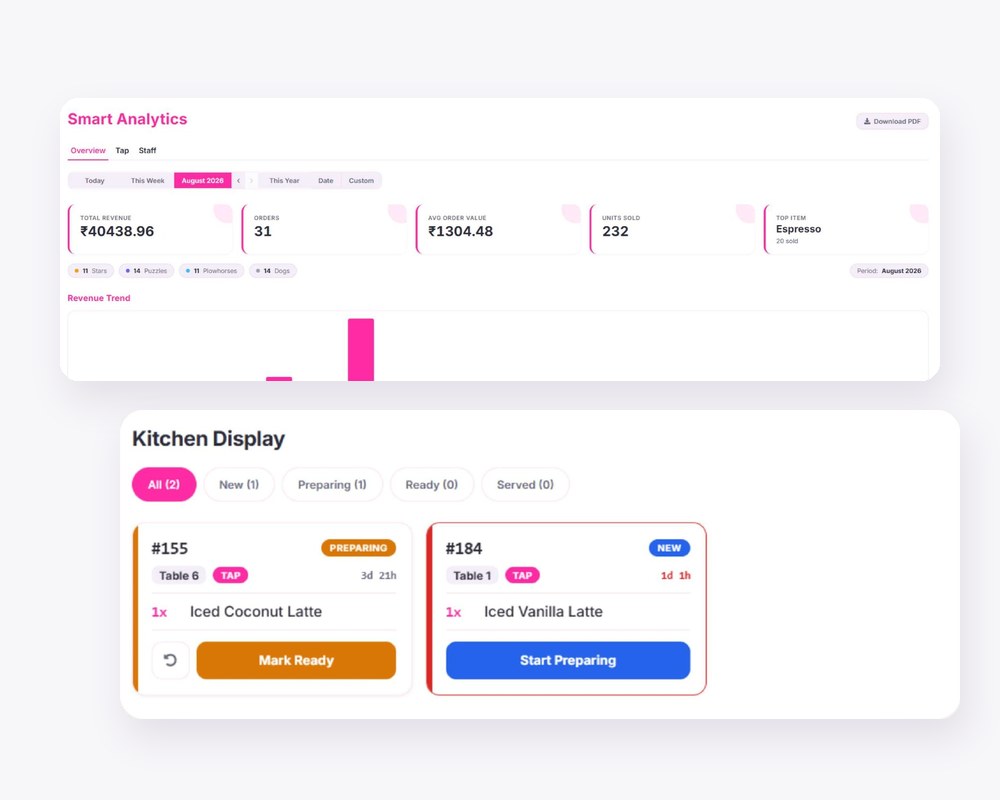 Smart Analytics
Download PDF
Overview Tap Staff
Today This Week August 2026 ‹ › This Year Date Custom
TOTAL REVENUE
₹40438.96
ORDERS
31
AVG ORDER VALUE
₹1304.48
UNITS SOLD
232
TOP ITEM
Espresso
20 sold
11 Stars 14 Puzzles 11 Plowhorses 14 Dogs
Period: August 2026
Revenue Trend
Kitchen Display
All (2) New (1) Preparing (1) Ready (0) Served (0)
#155 PREPARING
Table 6 TAP 3d 21h
1x Iced Coconut Latte
Mark Ready
#184 NEW
Table 1 TAP 1d 1h
1x Iced Vanilla Latte
Start Preparing